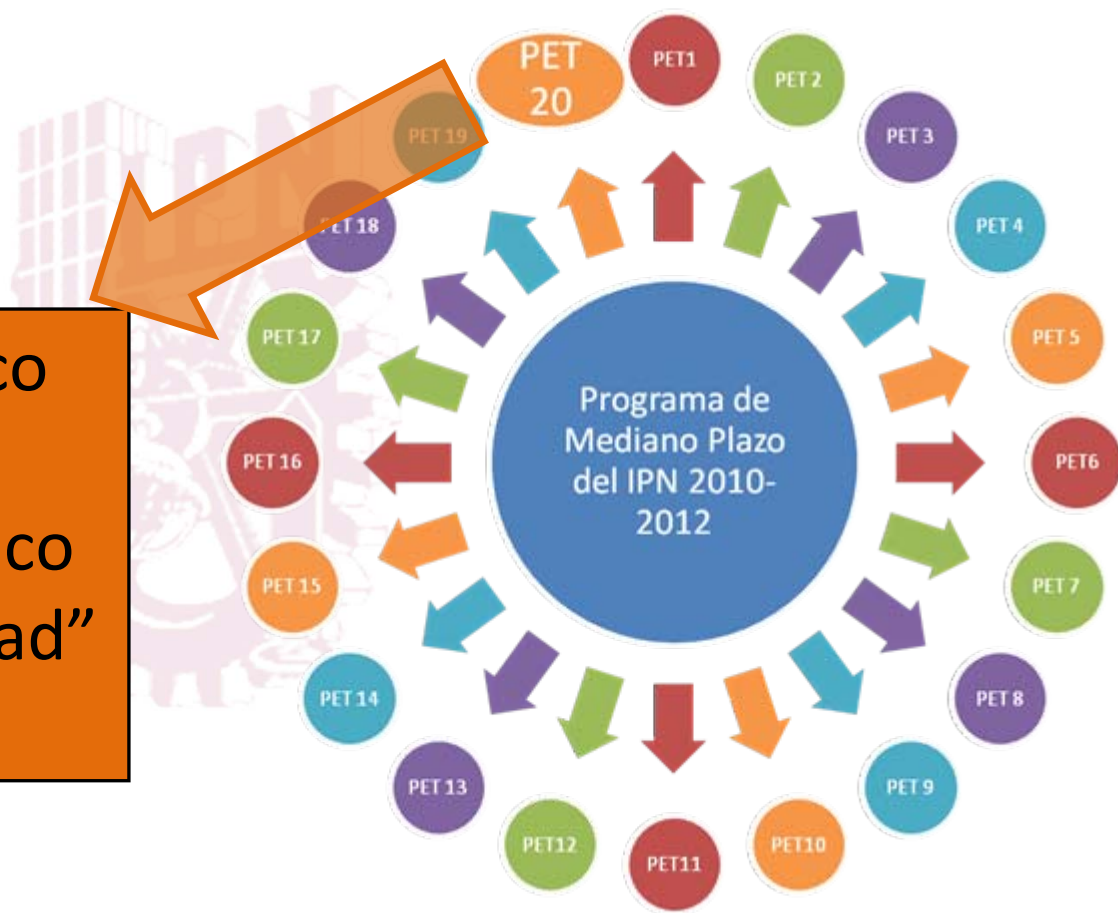 PET
20
PET1
PET 2
PET 3
PET 4
PET 5
PET6
PET 7
PET 8
PET 9
PET10
PET11
PET12
PET 13
PET 14
PET 15
PET 16
PET 17
PET 18
PET 19
Programa de
Mediano Plazo
del IPN 2010-
2012
co
ico
ad”
IPN